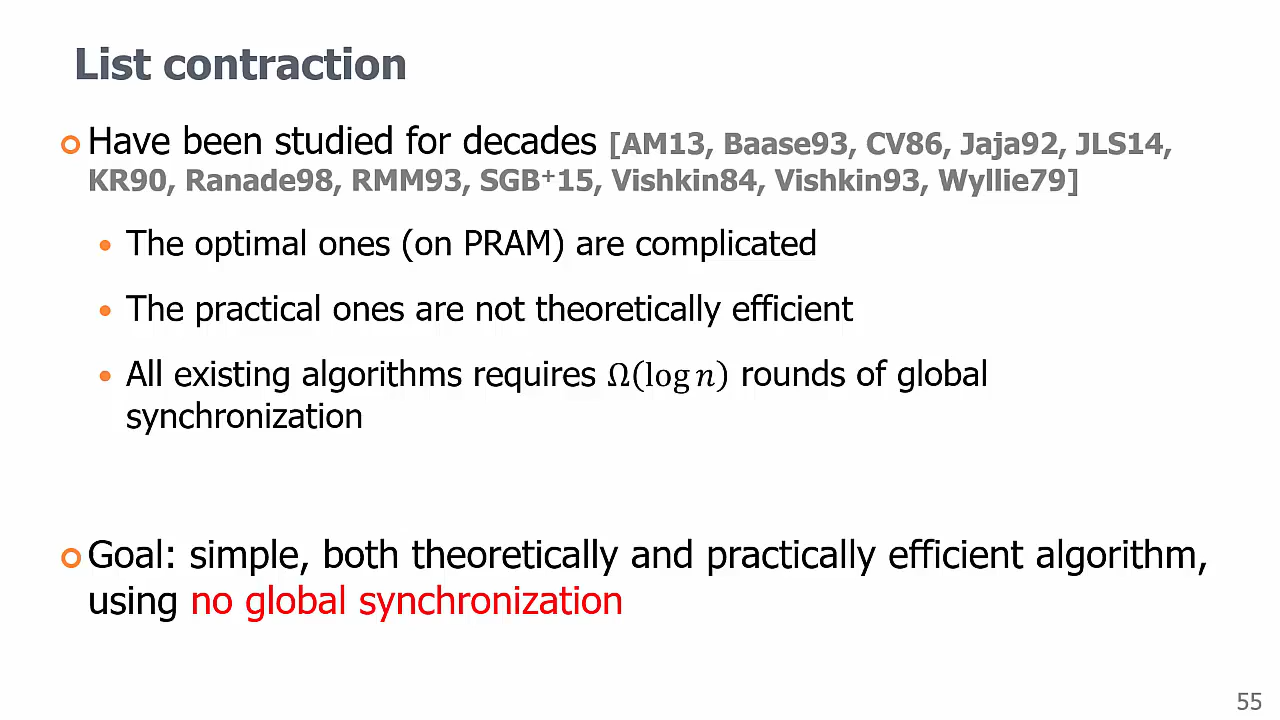 List contraction
Have been studied for decades [AM13, Baase93, CV86, Jaja92, JLS14,
KR90, Ranade98, RMM93, SGB⁺15, Vishkin84, Vishkin93, Wyllie79]
The optimal ones (on PRAM) are complicated
The practical ones are not theoretically efficient
All existing algorithms requires Ω(log n) rounds of global
synchronization
Goal: simple, both theoretically and practically efficient algorithm,
using no global synchronization
55